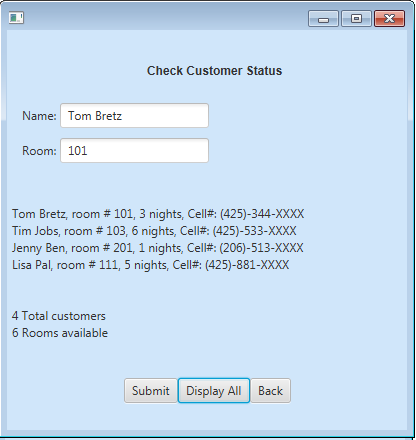 Check Customer Status
Name: Tom Bretz
Room: 101
Tom Bretz, room # 101, 3 nights, Cell#: (425)-344-XXXX
Tim Jobs, room # 103, 6 nights, Cell#: (425)-533-XXXX
Jenny Ben, room # 201, 1 nights, Cell#: (206)-513-XXXX
Lisa Pal, room # 111, 5 nights, Cell#: (425)-881-XXXX
4 Total customers
6 Rooms available
Submit Display All Back